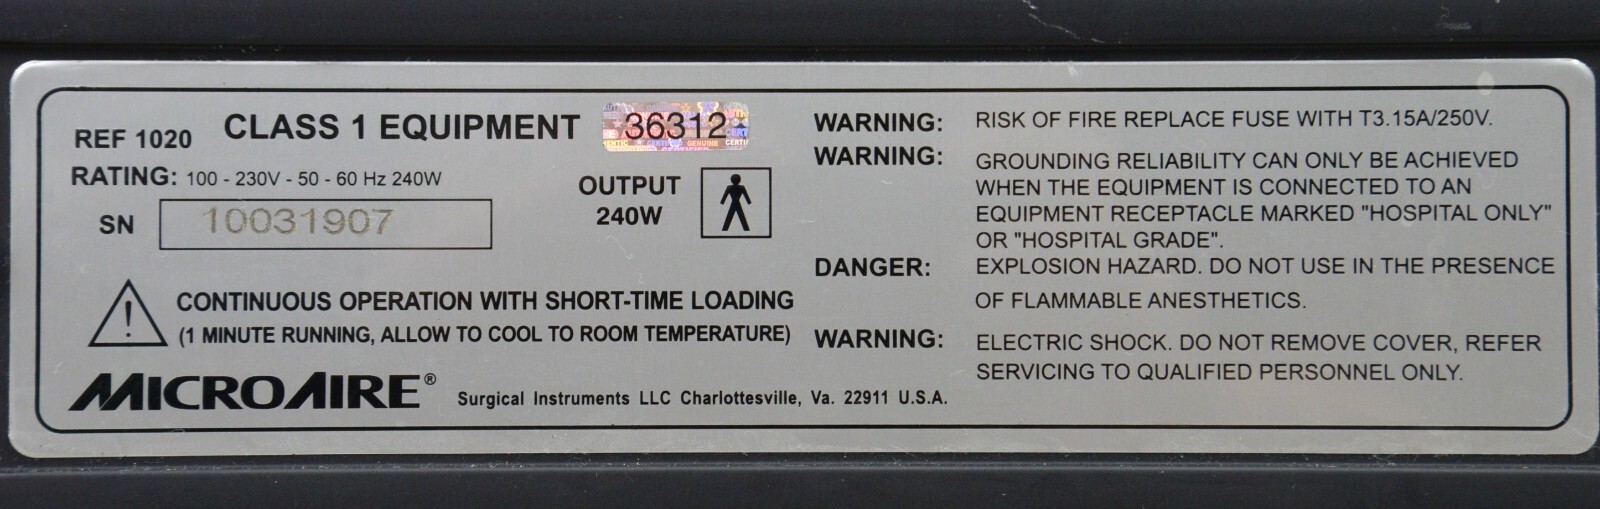 REF 1020 CLASS 1 EQUIPMENT
36312
RATING: 100 - 230V - 50 - 60 Hz 240W
SN 10031907
OUTPUT
240W
CONTINUOUS OPERATION WITH SHORT-TIME LOADING
(1 MINUTE RUNNING, ALLOW TO COOL TO ROOM TEMPERATURE)
MICROAIRE® Surgical Instruments LLC Charlottesville, Va. 22911 U.S.A.
WARNING: RISK OF FIRE REPLACE FUSE WITH T3.15A/250V.
WARNING: GROUNDING RELIABILITY CAN ONLY BE ACHIEVED
WHEN THE EQUIPMENT IS CONNECTED TO AN
EQUIPMENT RECEPTACLE MARKED "HOSPITAL ONLY"
OR "HOSPITAL GRADE".
DANGER: EXPLOSION HAZARD. DO NOT USE IN THE PRESENCE
OF FLAMMABLE ANESTHETICS.
WARNING: ELECTRIC SHOCK. DO NOT REMOVE COVER, REFER
SERVICING TO QUALIFIED PERSONNEL ONLY.